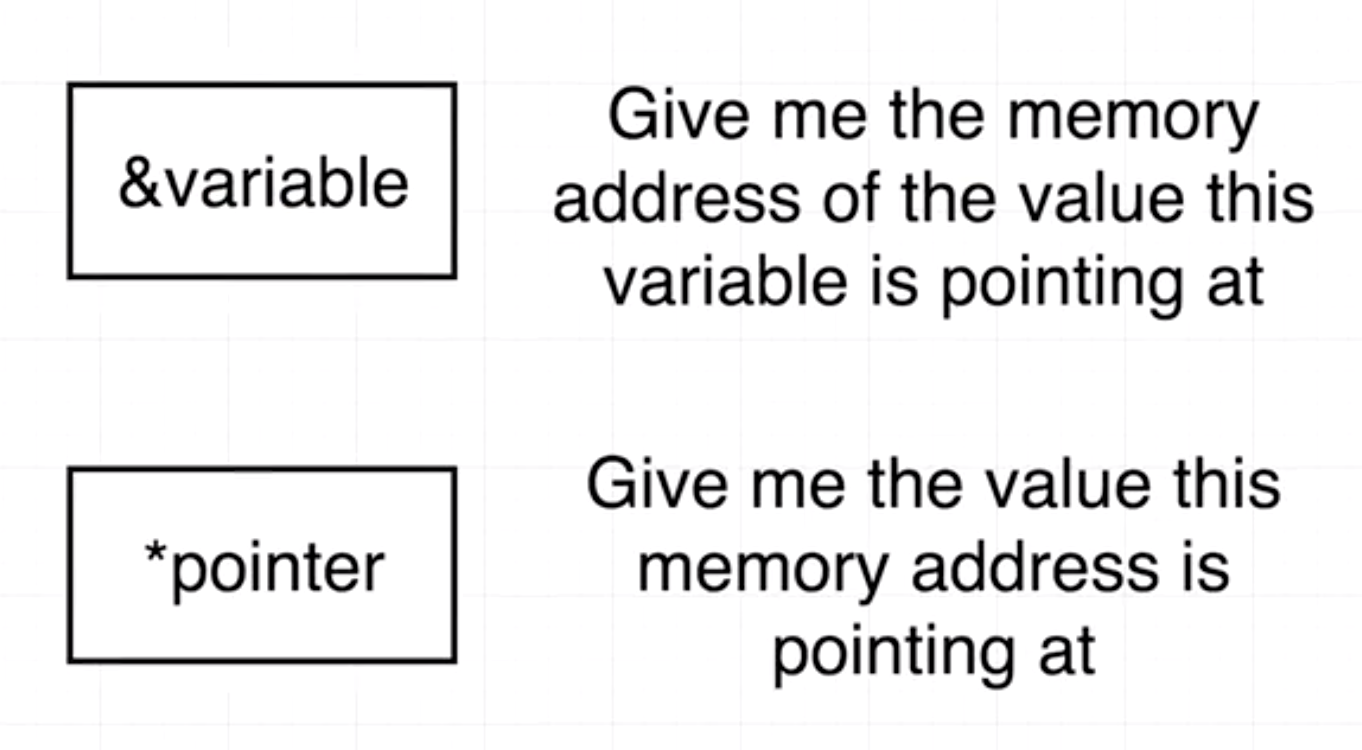 &variable
Give me the memory
address of the value this
variable is pointing at
*pointer
Give me the value this
memory address is
pointing at